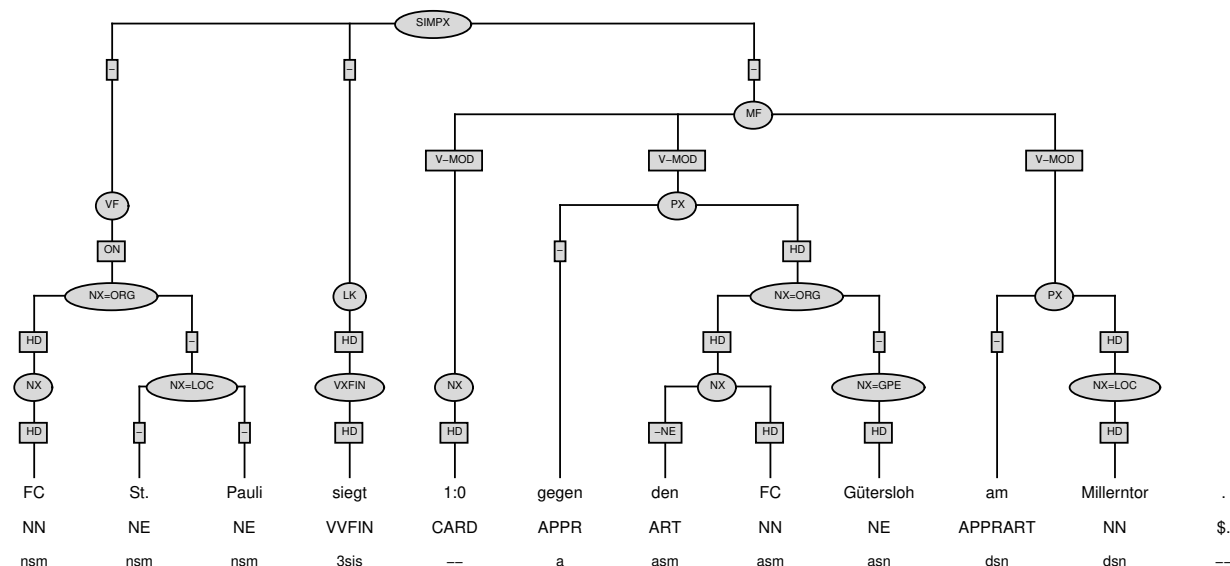 SIMPX
– – –
MF
V–MOD V–MOD V–MOD
VF PX
ON – HD
NX=ORG LK NX=ORG PX
HD – HD HD – – HD
NX NX=LOC VXFIN NX NX NX=GPE NX=LOC
HD – – HD HD –NE HD HD HD
FC St. Pauli siegt 1:0 gegen den FC Gütersloh am Millerntor .
NN NE NE VVFIN CARD APPR ART NN NE APPRART NN $.
nsm nsm nsm 3sis –– a asm asm asn dsn dsn ––